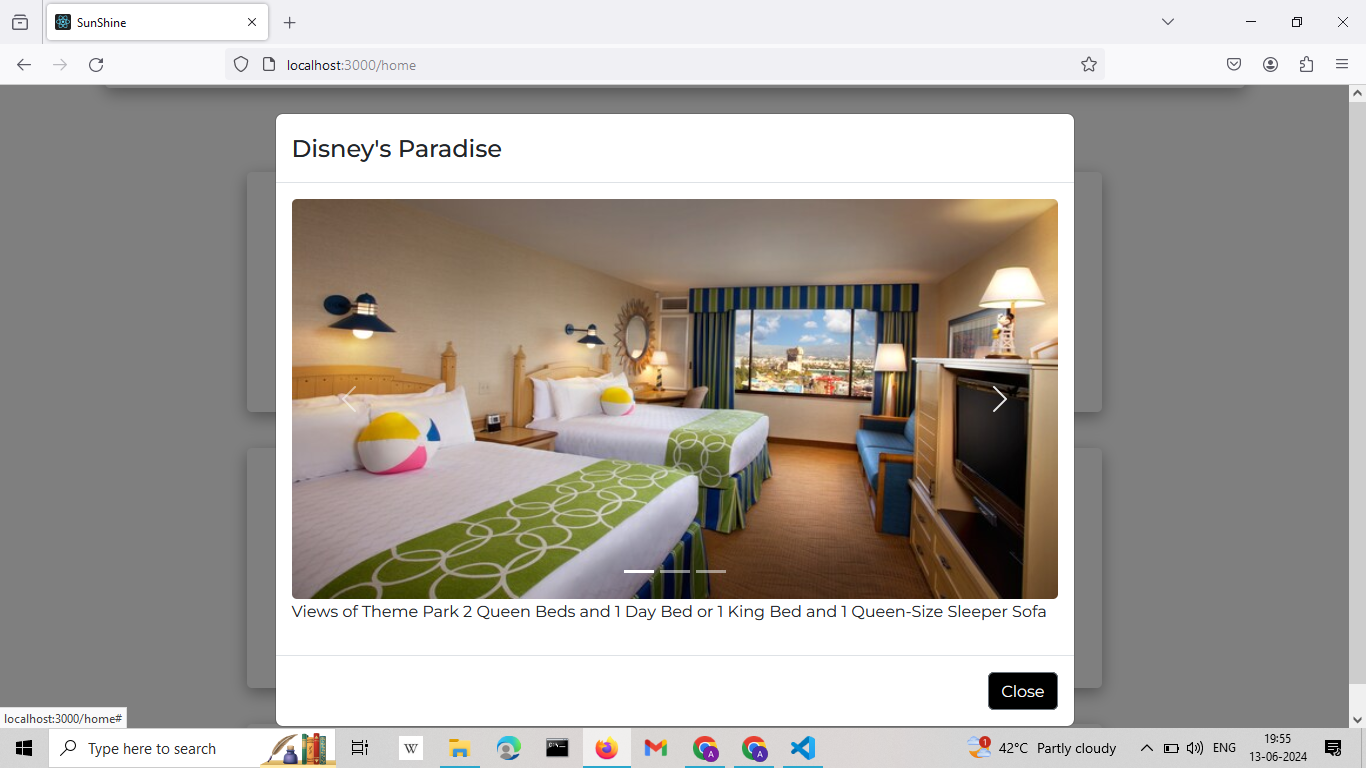 SunShine
localhost:3000/home
Disney's Paradise
Views of Theme Park 2 Queen Beds and 1 Day Bed or 1 King Bed and 1 Queen-Size Sleeper Sofa
Close
localhost:3000/home#
Type here to search
W
A
A
1
42°C Partly cloudy
ENG
19:55
13-06-2024